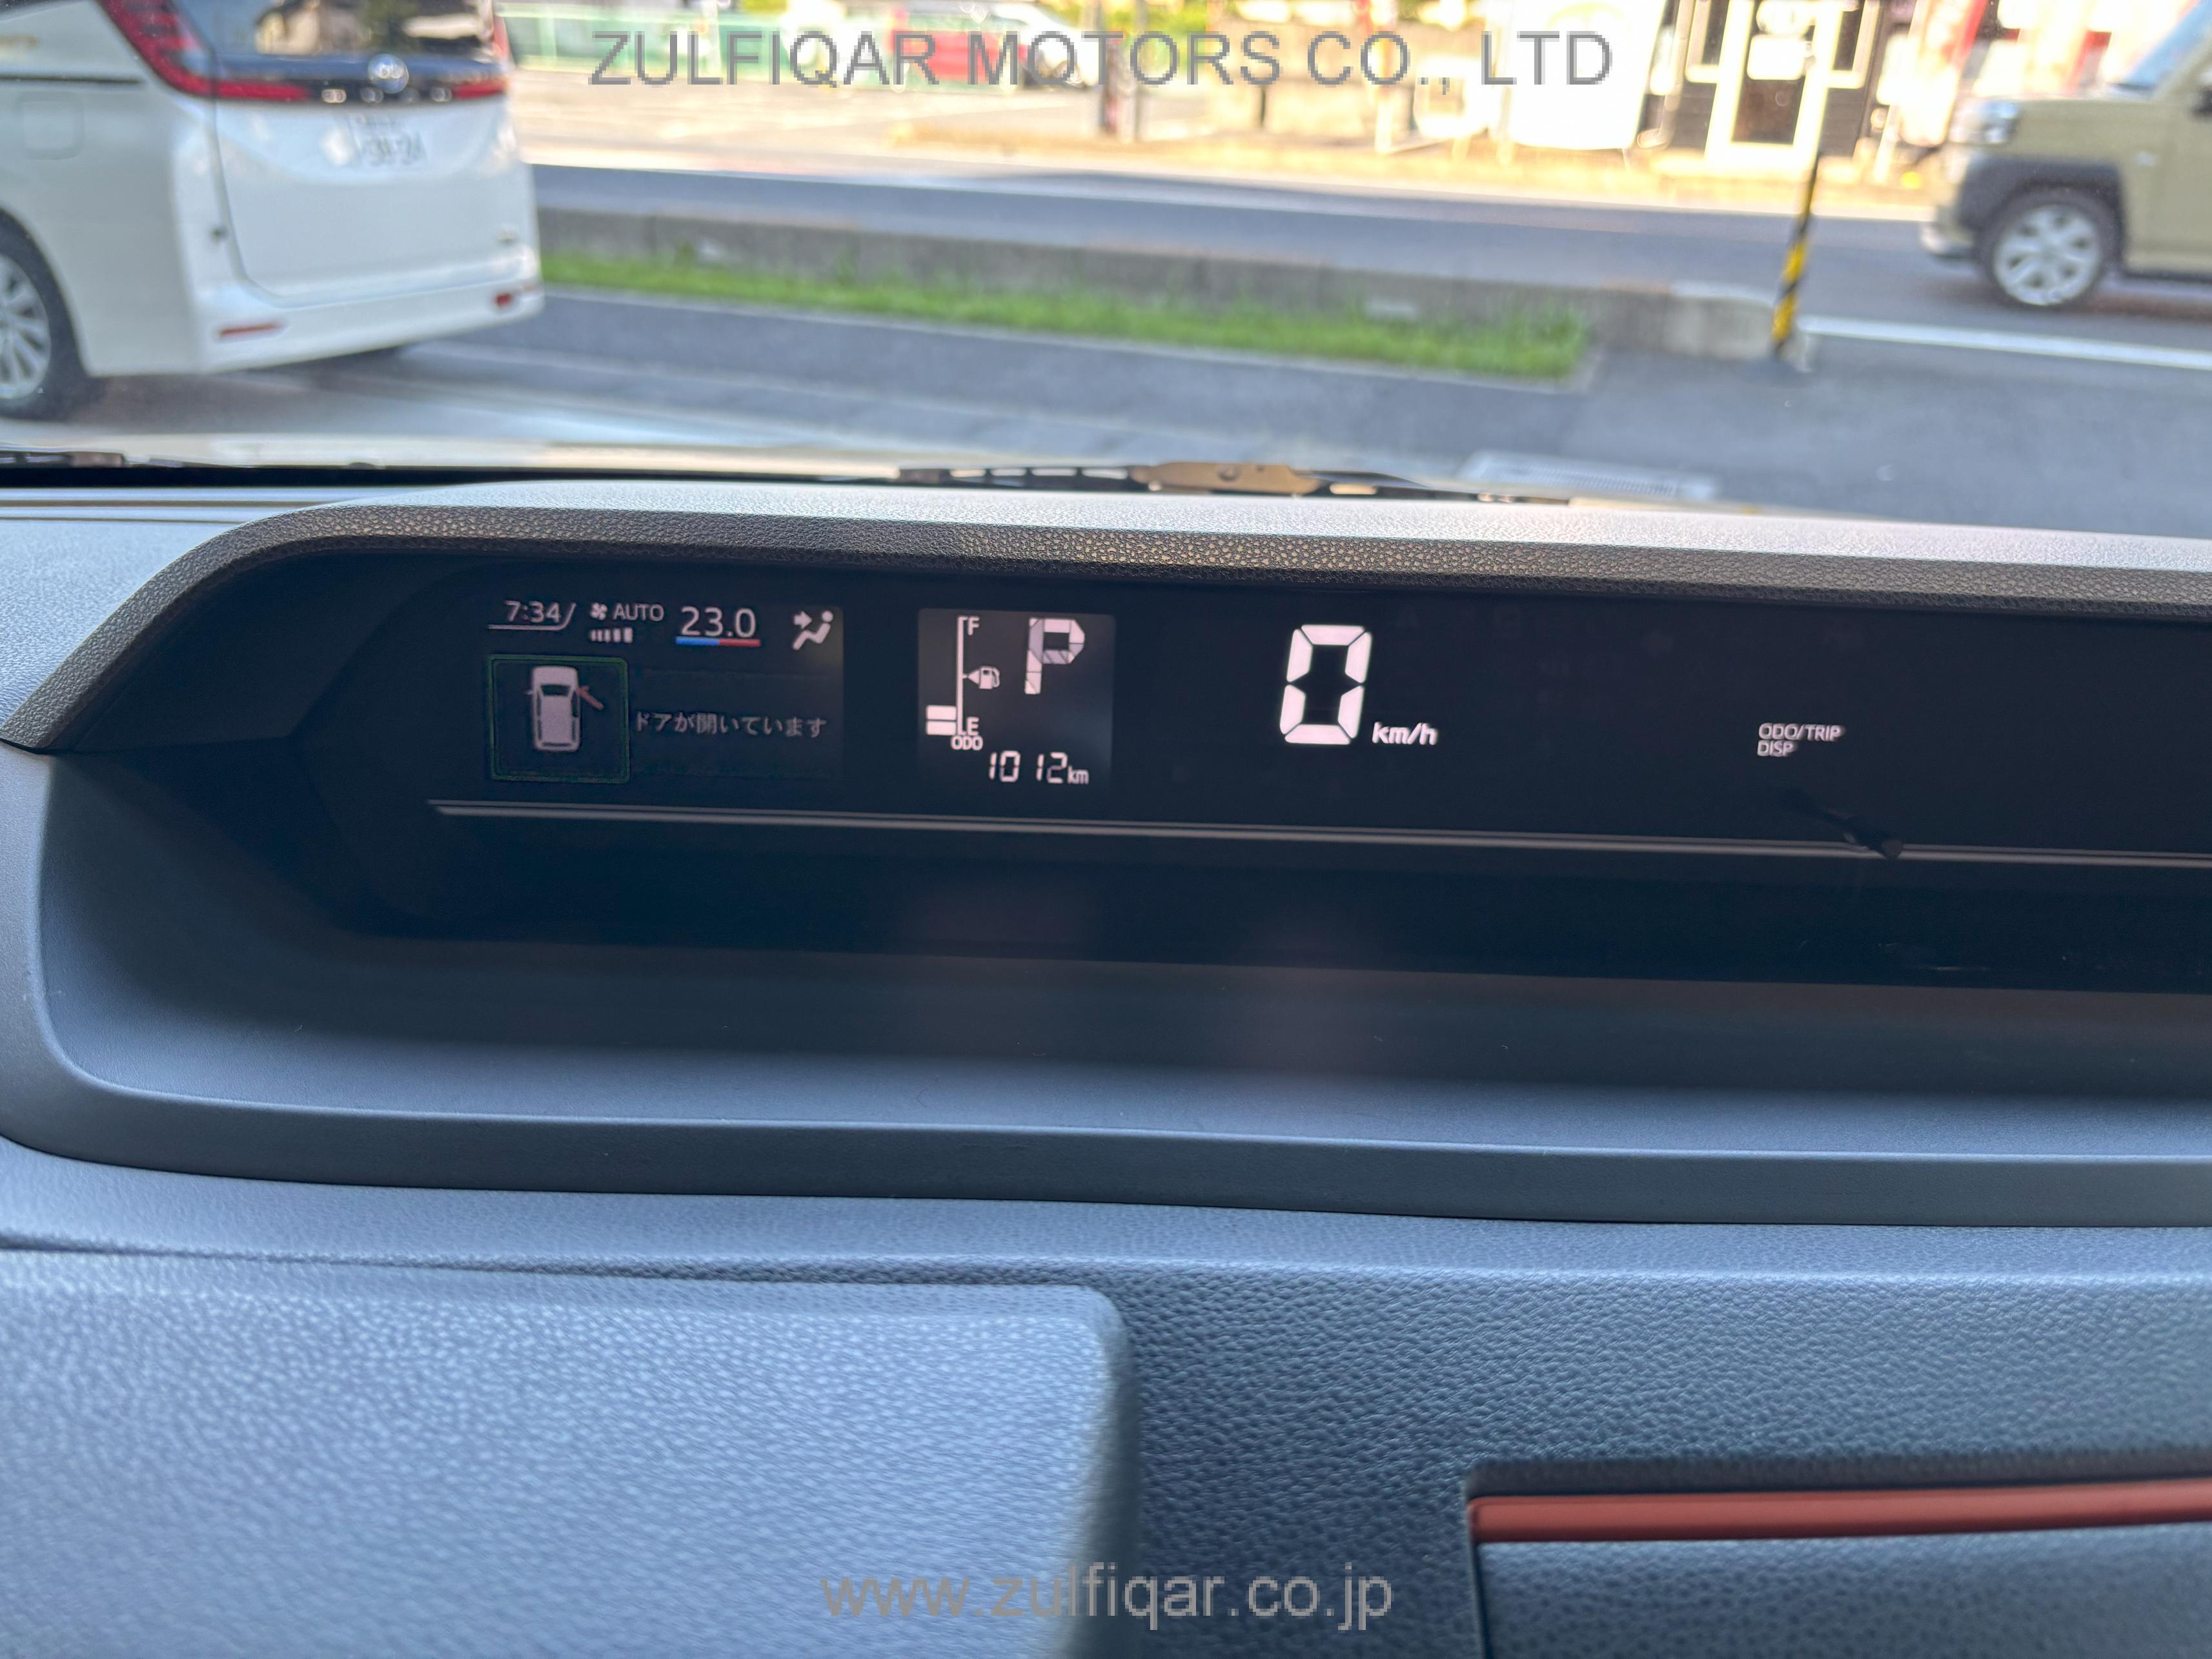 ZULFIQAR MOTORS CO., LTD
7:34 AUTO 23.0
ドアが開いています
F
P
E
ODO
1012km
0 km/h
ODO/TRIP
DISP
www.zulfiqar.co.jp